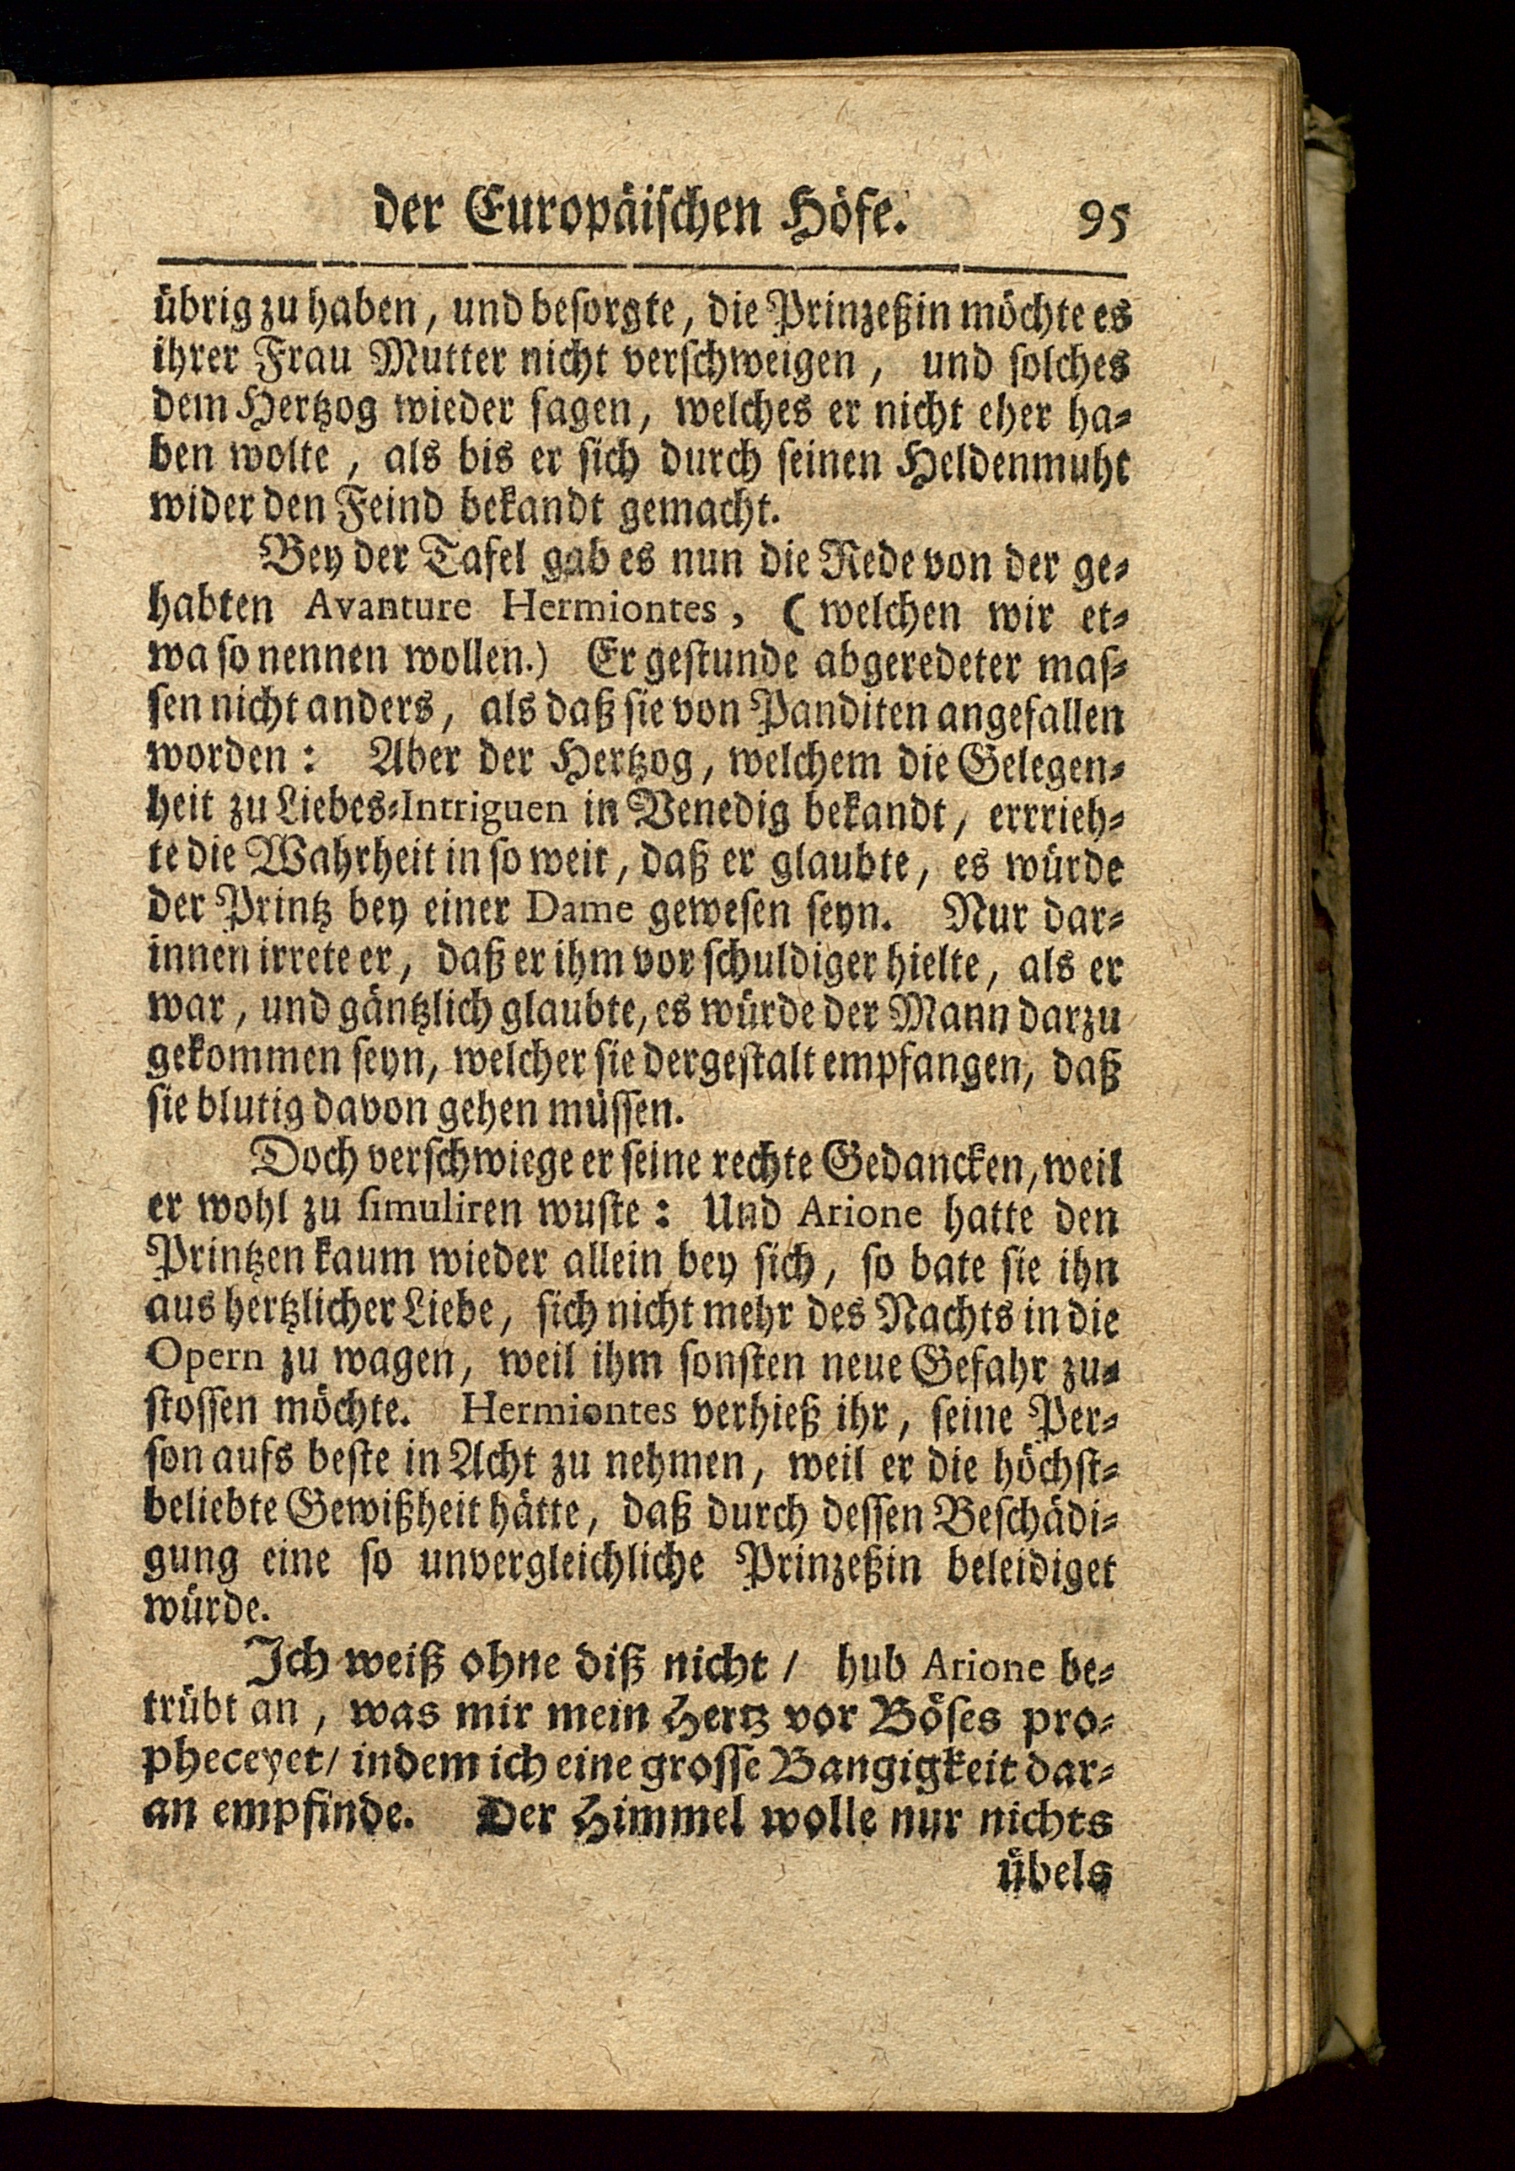 der Europäischen Höfe. 95
übrig zu haben, und besorgte, die Prinzeßin möchte es
ihrer Frau Mutter nicht verschweigen, und solches
dem Hertzog wieder sagen, welches er nicht eher ha-
ben wolte, als bis er sich durch seinen Heldenmuht
wider den Feind bekandt gemacht.
Bey der Tafel gab es nun die Rede von der ge-
habten Avanture Hermiontes, (welchen wir et-
wa so nennen wollen.) Er gestunde abgeredeter mas-
sen nicht anders, als daß sie von Panditen angefallen
worden: Aber der Hertzog, welchem die Gelegen-
heit zu Liebes-Intriguen in Venedig bekandt, errrieh-
te die Wahrheit in so weit, daß er glaubte, es würde
der Printz bey einer Dame gewesen seyn. Nur dar-
innen irrete er, daß er ihm vor schuldiger hielte, als er
war, und gäntzlich glaubte, es würde der Mann darzu
gekommen seyn, welcher sie dergestalt empfangen, daß
sie blutig davon gehen müssen.
Doch verschwiege er seine rechte Gedancken, weil
er wohl zu simuliren wuste: Und Arione hatte den
Printzen kaum wieder allein bey sich, so bate sie ihn
aus hertzlicher Liebe, sich nicht mehr des Nachts in die
Opern zu wagen, weil ihm sonsten neue Gefahr zu-
stossen möchte. Hermiontes verhieß ihr, seine Per-
son aufs beste in Acht zu nehmen, weil er die höchst-
beliebte Gewißheit hätte, daß durch dessen Beschädi-
gung eine so unvergleichliche Prinzeßin beleidiget
würde.
Ich weiß ohne diß nicht / hub Arione be-
trübt an, was mir mein Hertz vor Böses pro-
pheceyet / indem ich eine grosse Bangigkeit dar-
an empfinde. Der Himmel wolle nur nichts
übels